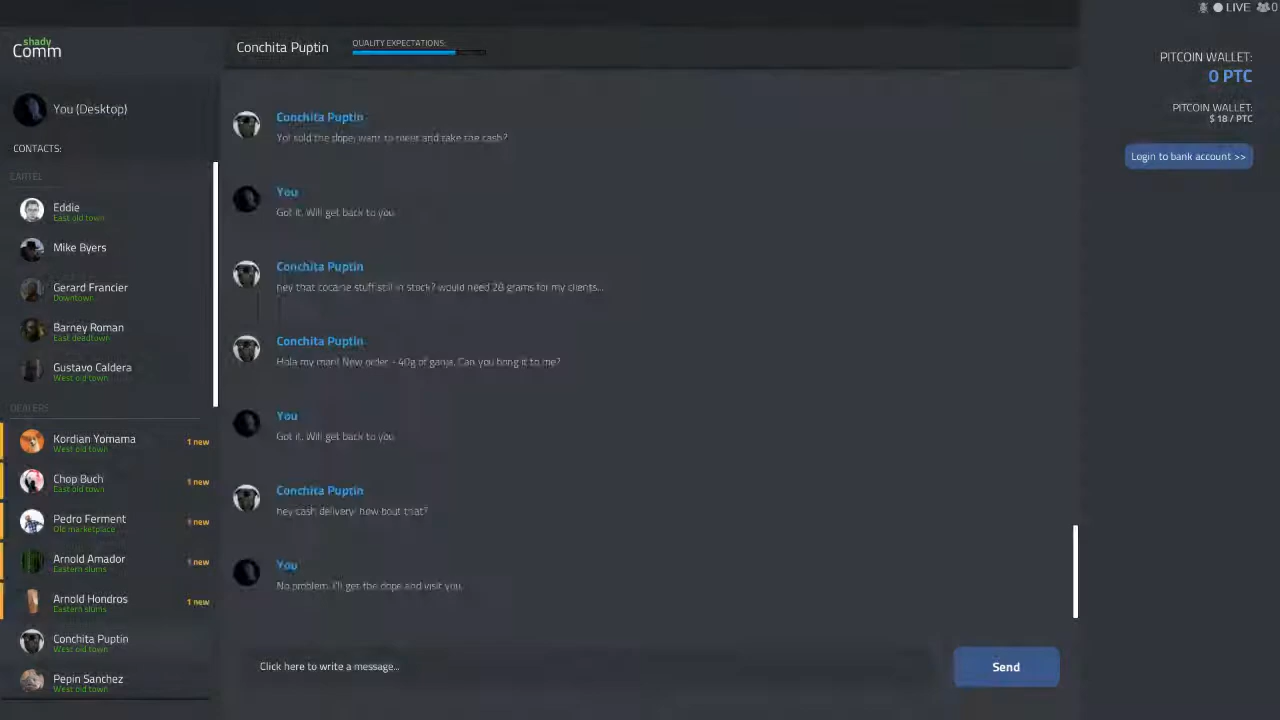 LIVE 0
shady
Comm
Conchita Puptin
QUALITY EXPECTATIONS:
PITCOIN WALLET:
0 PTC
PITCOIN WALLET:
$ 18 / PTC
Login to bank account >>
You (Desktop)
CONTACTS:
CARTEL
Eddie
East old town
Mike Byers
Gerard Francier
Downtown
Barney Roman
East deadtown
Gustavo Caldera
West old town
DEALERS
Kordian Yomama
West old town
1 new
Chop Buch
East old town
1 new
Pedro Ferment
Old marketplace
1 new
Arnold Amador
Eastern slums
1 new
Arnold Hondros
Eastern slums
1 new
Conchita Puptin
West old town
Pepin Sanchez
West old town
Conchita Puptin
Yo! sold the dope, want to meet and take the cash?
You
Got it. Will get back to you.
Conchita Puptin
hey that cocaine stuff still in stock? would need 28 grams for my clients...
Conchita Puptin
Hola my man! New order - 40g of ganja. Can you bring it to me?
You
Got it. Will get back to you.
Conchita Puptin
hey cash delivery: how bout that?
You
No problem. I'll get the dope and visit you.
Click here to write a message...
Send